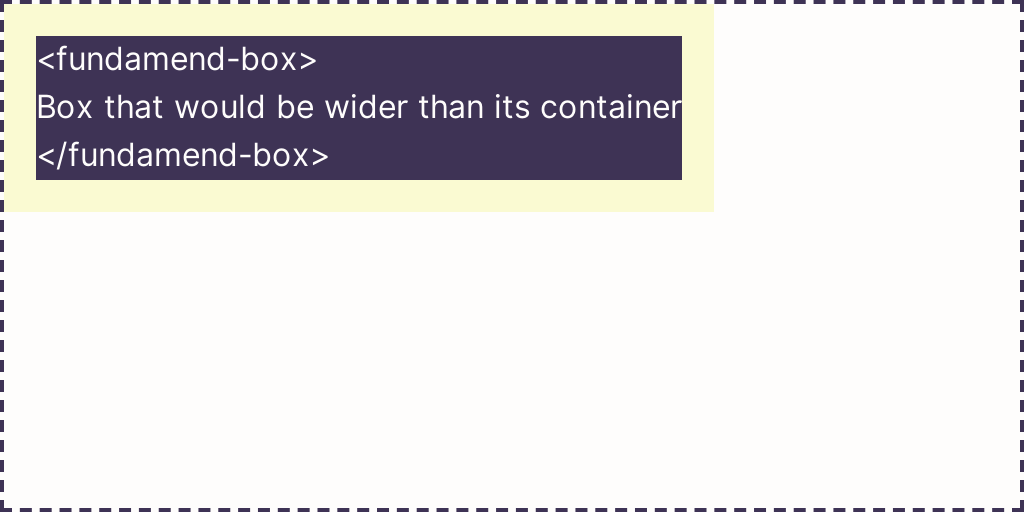 <fundamend-box>
Box that would be wider than its container
</fundamend-box>